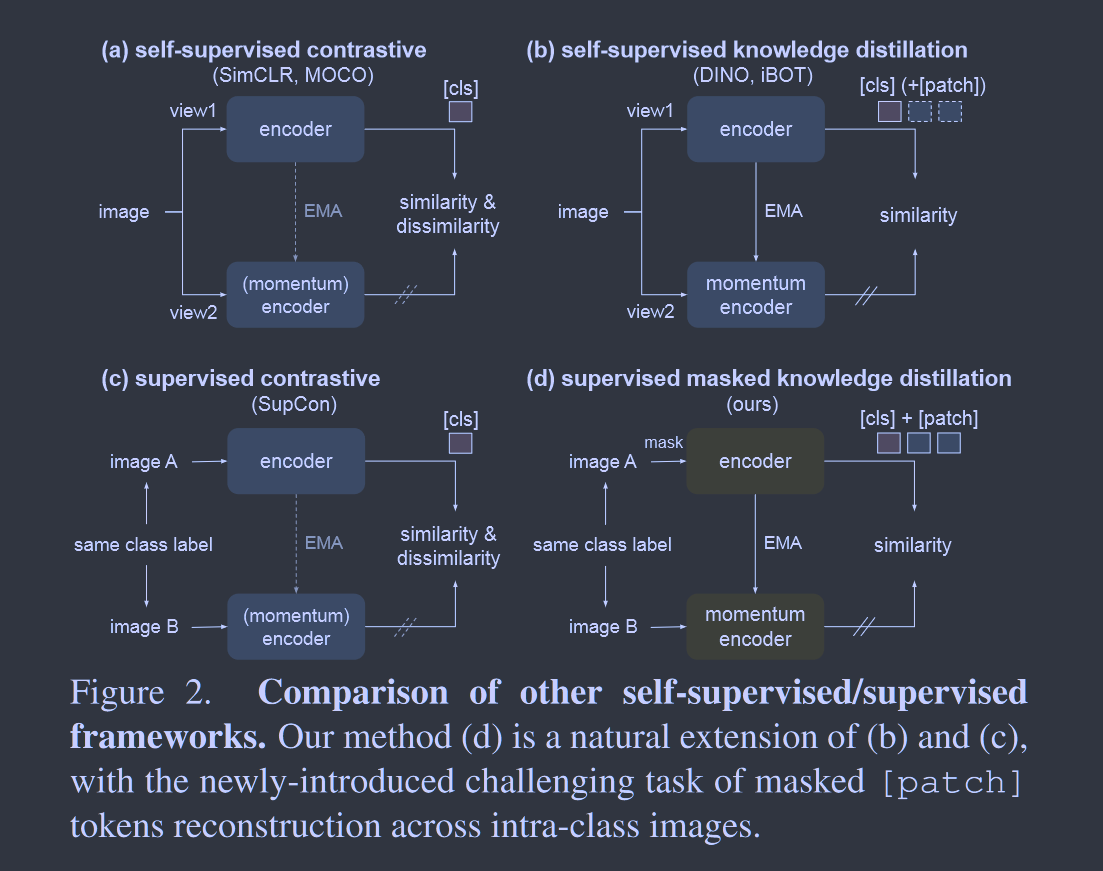 (a) self-supervised contrastive
(SimCLR, MOCO)
[cls]
view1
encoder
image
EMA
similarity &
dissimilarity
(momentum)
encoder
view2
(b) self-supervised knowledge distillation
(DINO, iBOT)
[cls] (+[patch])
view1
encoder
image
EMA
similarity
momentum
encoder
view2
(c) supervised contrastive
(SupCon)
[cls]
image A
encoder
same class label
EMA
similarity &
dissimilarity
image B
(momentum)
encoder
(d) supervised masked knowledge distillation
(ours)
[cls] + [patch]
mask
image A
encoder
same class label
EMA
similarity
image B
momentum
encoder
Figure 2. Comparison of other self-supervised/supervised
frameworks. Our method (d) is a natural extension of (b) and (c),
with the newly-introduced challenging task of masked [patch]
tokens reconstruction across intra-class images.